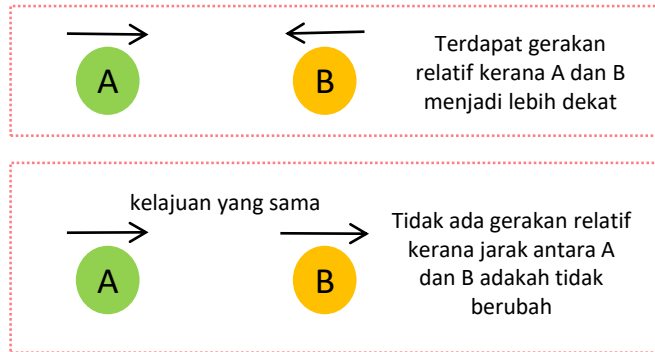 A
B
Terdapat gerakan
relatif kerana A dan B
menjadi lebih dekat
kelajuan yang sama
A
B
Tidak ada gerakan relatif
kerana jarak antara A
dan B adakah tidak
berubah